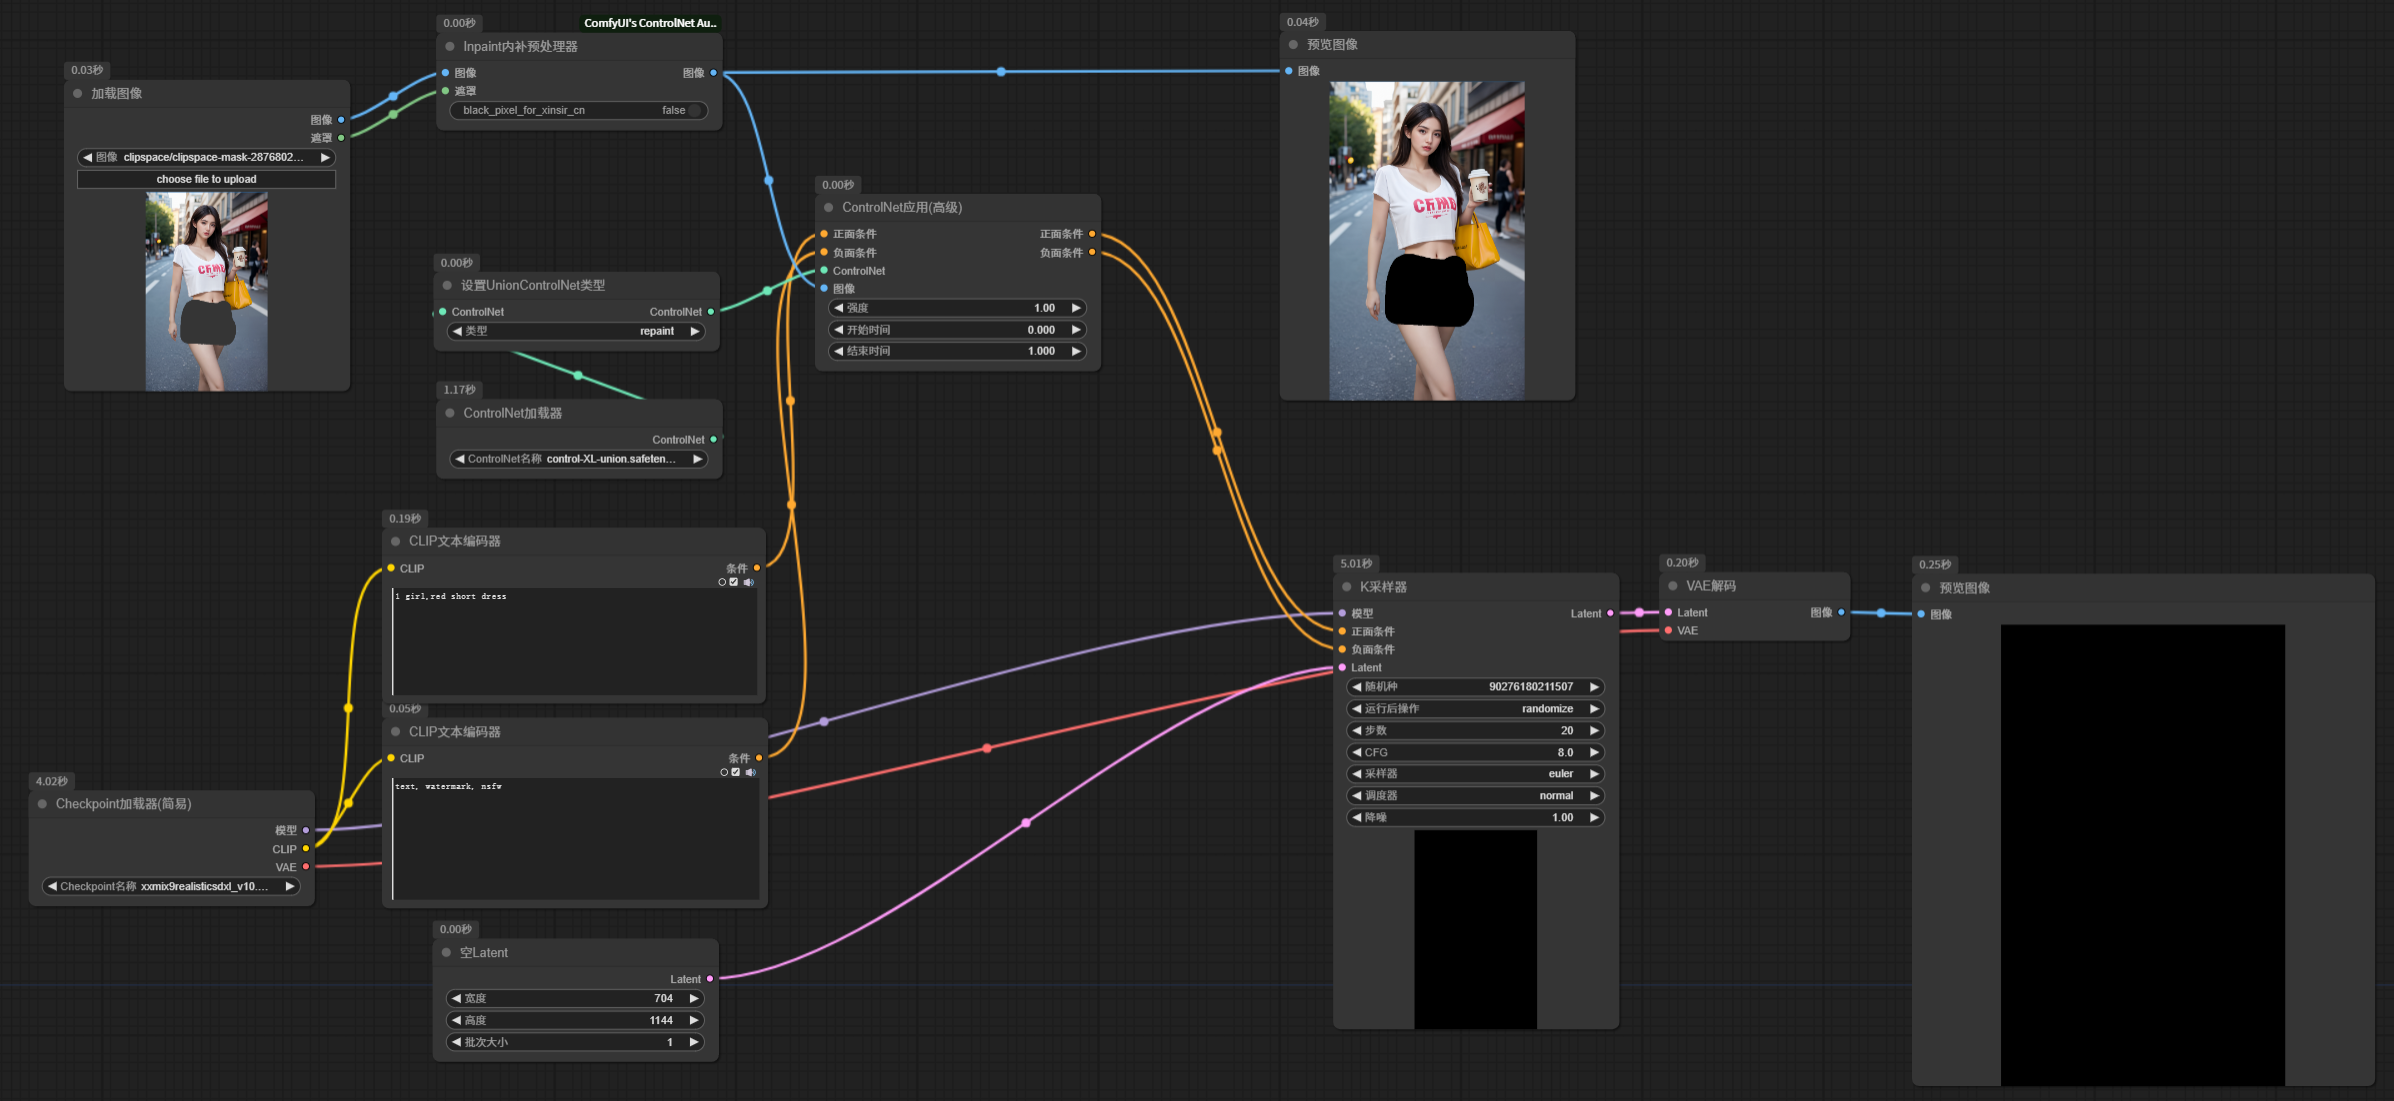 0.03秒
加载图像
图像
遮罩
图像 clipspace/clipspace-mask-2876802...
choose file to upload
CRMB
0.00秒
ComfyUI's ControlNet Au..
Inpaint内补预处理器
图像 图像
遮罩
black_pixel_for_xinsir_cn false
0.00秒
设置UnionControlNet类型
ControlNet ControlNet
类型 repaint
1.17秒
ControlNet加载器
ControlNet
ControlNet名称 control-XL-union.safeten...
0.00秒
ControlNet应用(高级)
正面条件 正面条件
负面条件 负面条件
ControlNet
图像
强度 1.00
开始时间 0.000
结束时间 1.000
0.04秒
预览图像
图像
CRMB
0.19秒
CLIP文本编码器
CLIP 条件
1 girl,red short dress
0.05秒
CLIP文本编码器
CLIP 条件
text, watermark, nsfw
4.02秒
Checkpoint加载器(简易)
模型
CLIP
VAE
Checkpoint名称 xxmix9realisticsdxl_v10....
0.00秒
空Latent
Latent
宽度 704
高度 1144
批次大小 1
5.01秒
K采样器
模型 Latent
正面条件
负面条件
Latent
随机种 90276180211507
运行后操作 randomize
步数 20
CFG 8.0
采样器 euler
调度器 normal
降噪 1.00
0.20秒
VAE解码
Latent 图像
VAE
0.25秒
预览图像
图像